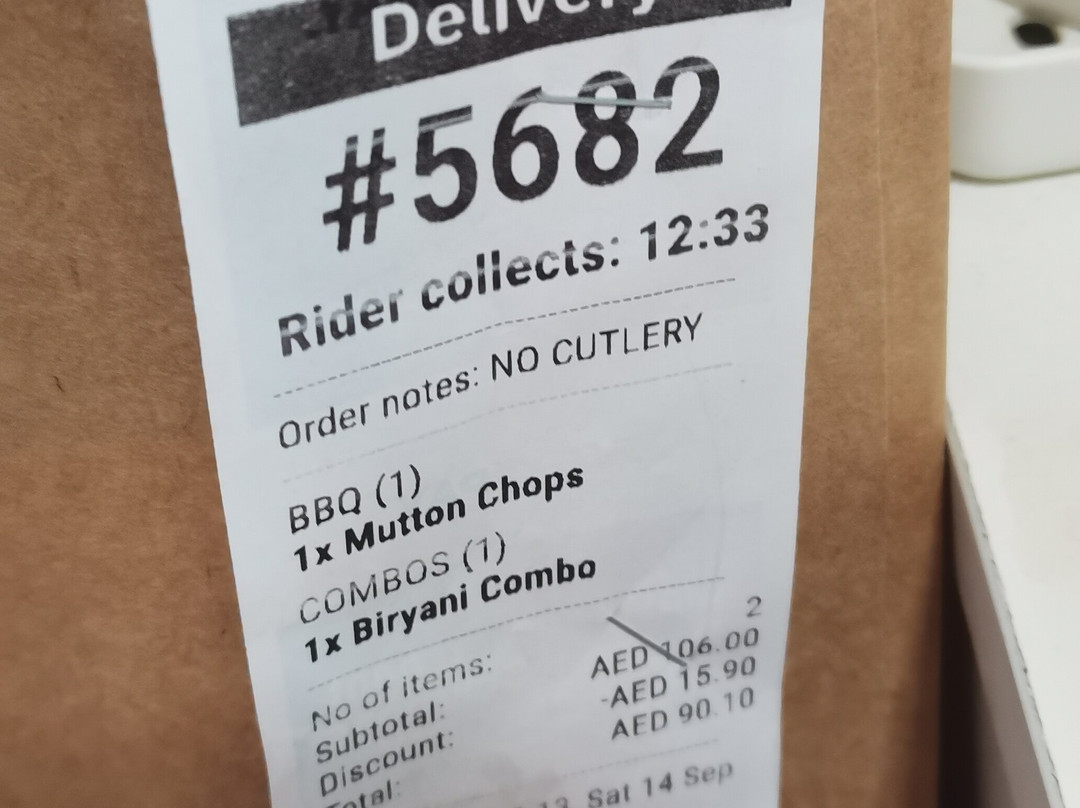 Delivery
#5682
Rider collects: 12:33
Order notes: NO CUTLERY
BBQ (1)
1x Mutton Chops
COMBOS (1)
1x Biryani Combo
No of items: 2
Subtotal: AED 106.00
Discount: -AED 15.90
Total: AED 90.10
Sat 14 Sep